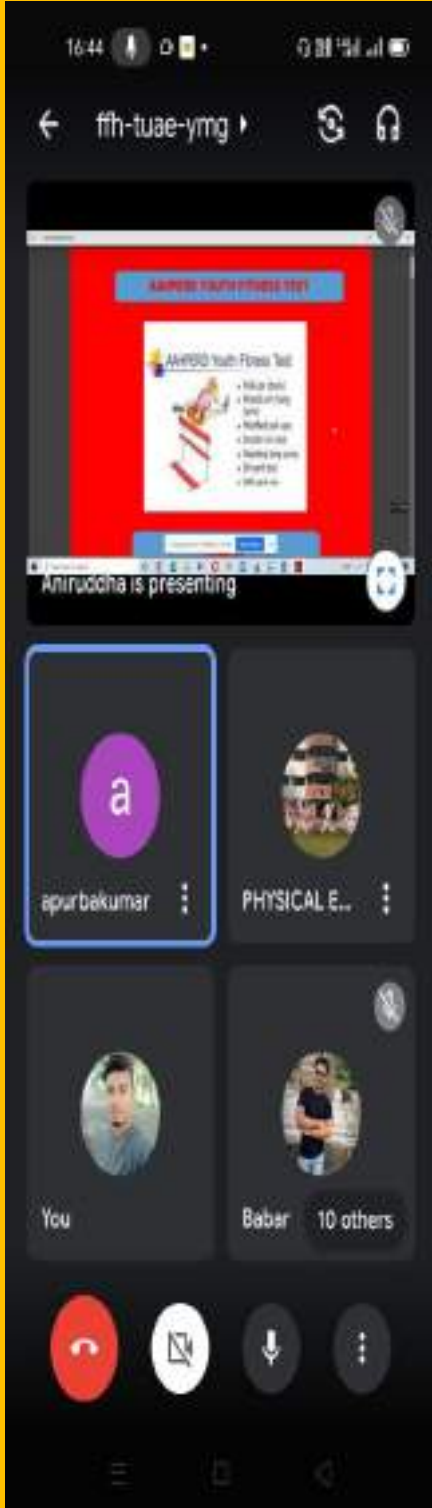 16:44
ffh-tuae-ymg
AAHPERD YOUTH FITNESS TEST
AAHPERD Youth Fitness Test
Aniruddha is presenting
a
apurbakumar
PHYSICAL E...
You
Babar
10 others